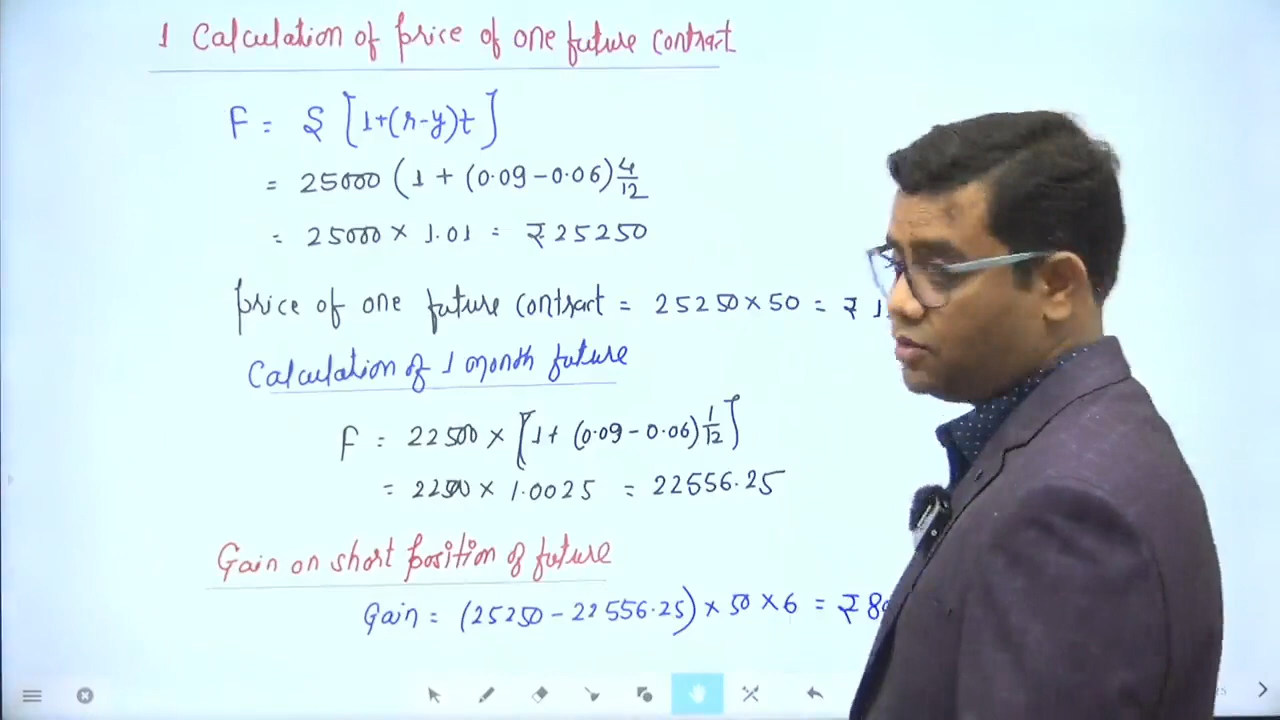 1 Calculation of price of one future contract
F = S [1+(r-y)t]
= 25000 (1 + (0.09-0.06) 4/12
= 25000 × 1.01 = ₹ 25250
price of one future contract = 25250 × 50 = ₹ 1
Calculation of 1 month future
F = 22500 × [1+ (0.09-0.06) 1/12]
= 22500 × 1.0025 = 22556.25
Gain on short position of future
Gain = (25250 - 22556.25) × 50 × 6 = ₹ 80